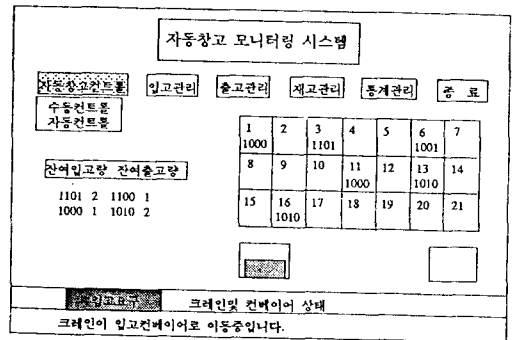 자동창고 모니터링 시스템
자동창고컨트롤 입고관리 출고관리 재고관리 통계관리 종 료
수동컨트롤
자동컨트롤
1 2 3 4 5 6 7
1000 1101 1001
8 9 10 11 12 13 14
1000 1010
15 16 17 18 19 20 21
1010
잔여입고량 잔여출고량
1101 2 1100 1
1000 1 1010 2
크레인및 컨베이어 상태
크레인이 입고컨베이어로 이동중입니다.